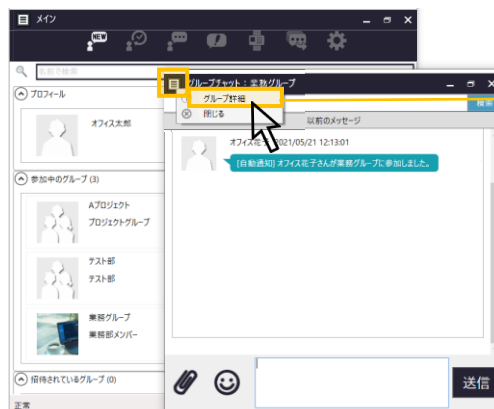 メイン
NEW
名前で検索
プロフィール
オフィス太郎
参加中のグループ (3)
Aプロジェクト
プロジェクトグループ
テスト部
テスト部
業務グループ
業務部メンバー
招待されているグループ (0)
正常
グループチャット：業務グループ
グループ詳細
閉じる
検索
以前のメッセージ
オフィス花子 2021/05/21 12:13:01
[自動通知] オフィス花子さんが業務グループに参加しました。
送信